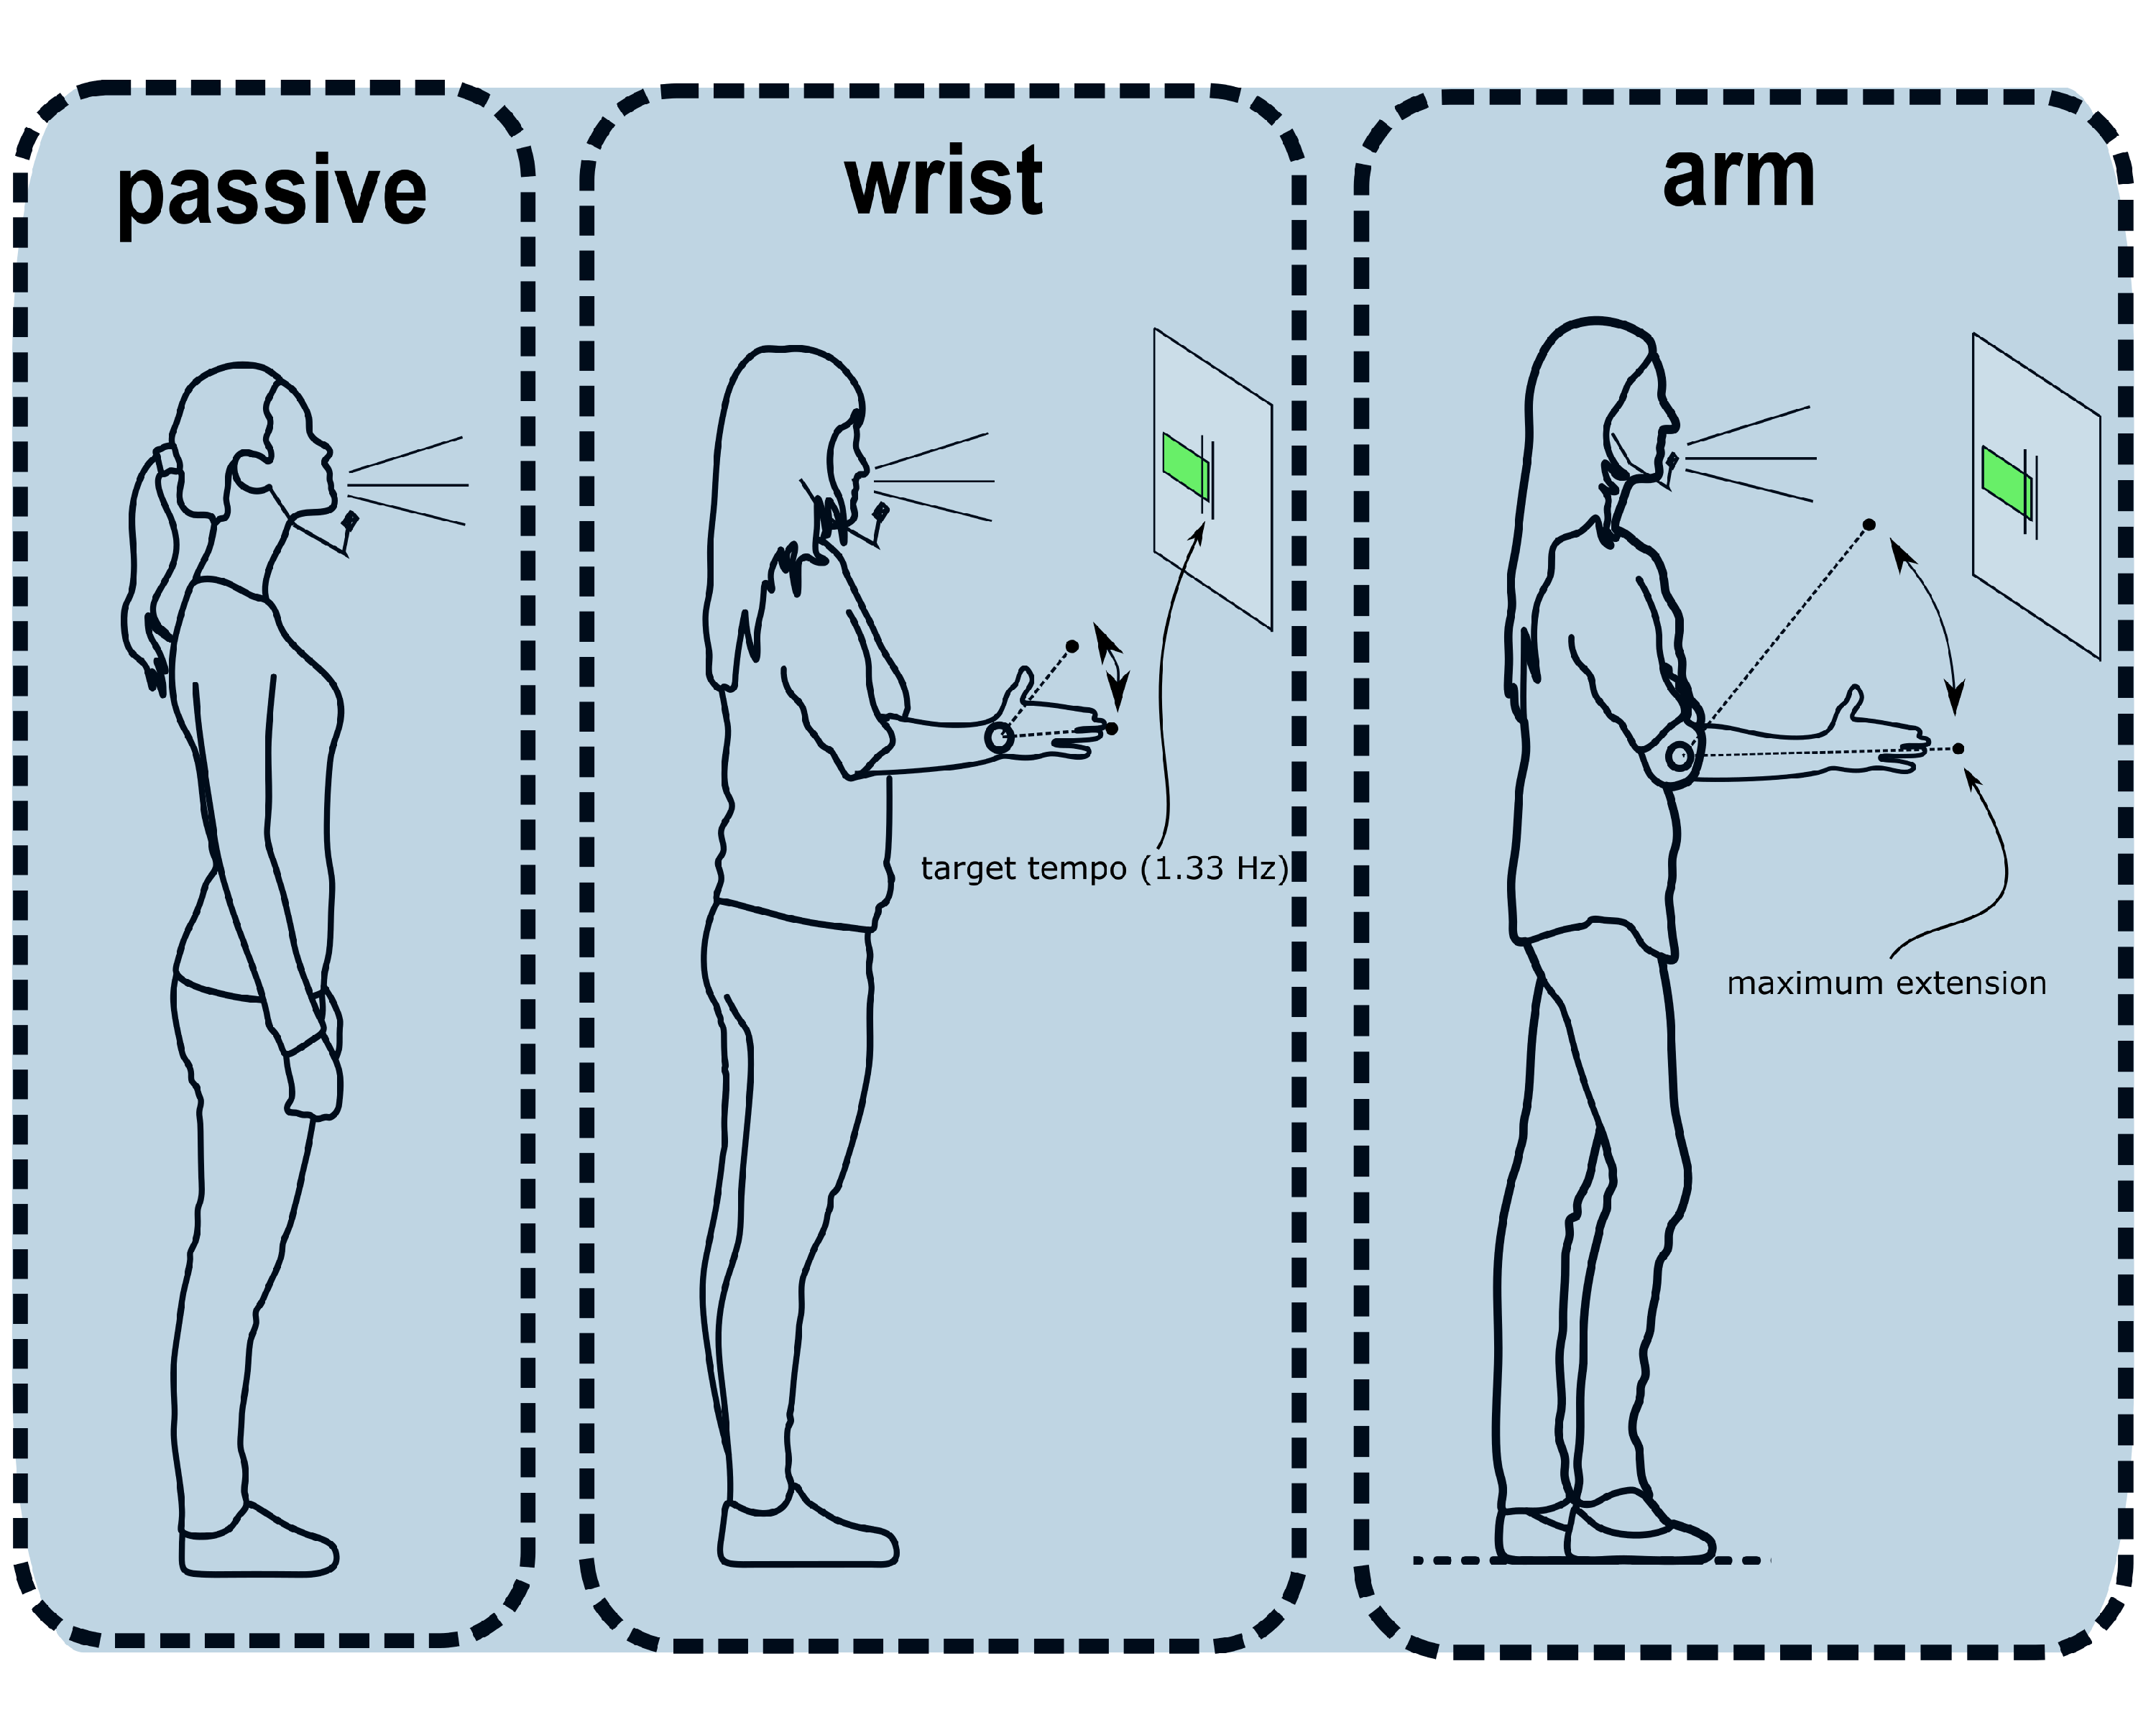 passive
wrist
arm
target tempo (1.33 Hz)
maximum extension